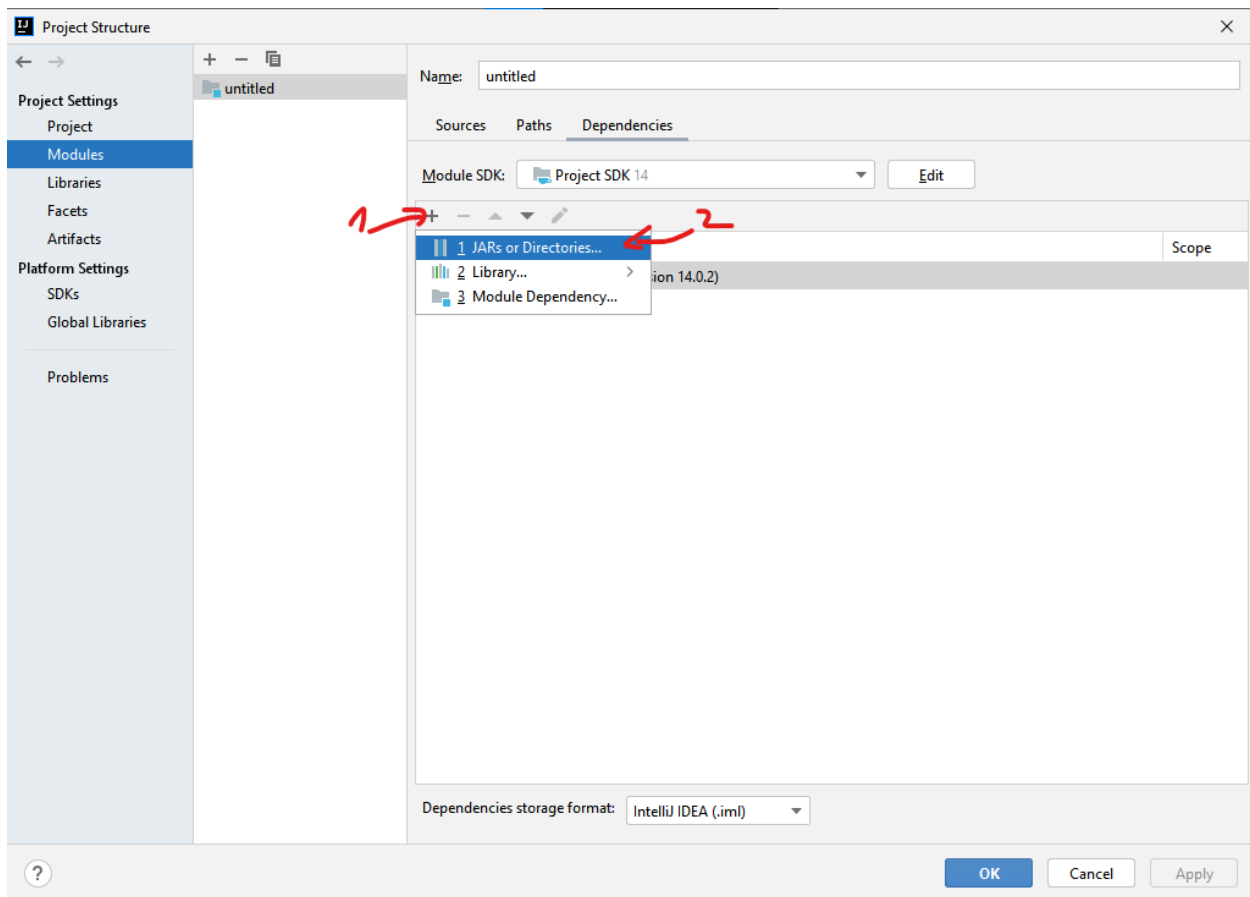 Project Structure
Project Settings
Project
Modules
Libraries
Facets
Artifacts
Platform Settings
SDKs
Global Libraries
Problems
untitled
Name: untitled
Sources Paths Dependencies
Module SDK: Project SDK 14 Edit
1 2
1 JARs or Directories...
2 Library...
3 Module Dependency...
Scope
sion 14.0.2)
Dependencies storage format: IntelliJ IDEA (.iml)
? OK Cancel Apply